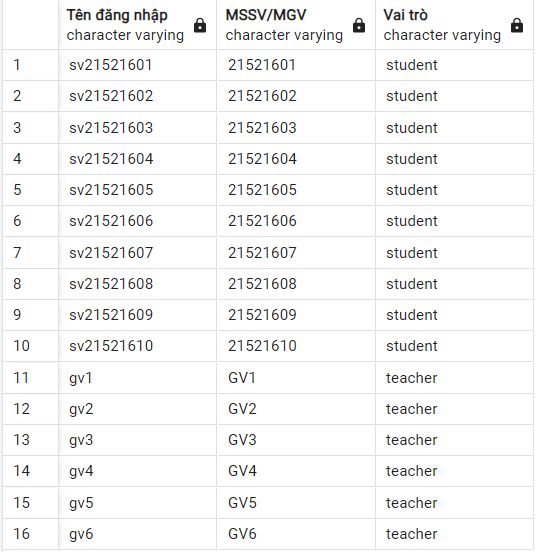 Tên đăng nhập MSSV/MGV Vai trò
character varying character varying character varying
1 sv21521601 21521601 student
2 sv21521602 21521602 student
3 sv21521603 21521603 student
4 sv21521604 21521604 student
5 sv21521605 21521605 student
6 sv21521606 21521606 student
7 sv21521607 21521607 student
8 sv21521608 21521608 student
9 sv21521609 21521609 student
10 sv21521610 21521610 student
11 gv1 GV1 teacher
12 gv2 GV2 teacher
13 gv3 GV3 teacher
14 gv4 GV4 teacher
15 gv5 GV5 teacher
16 gv6 GV6 teacher